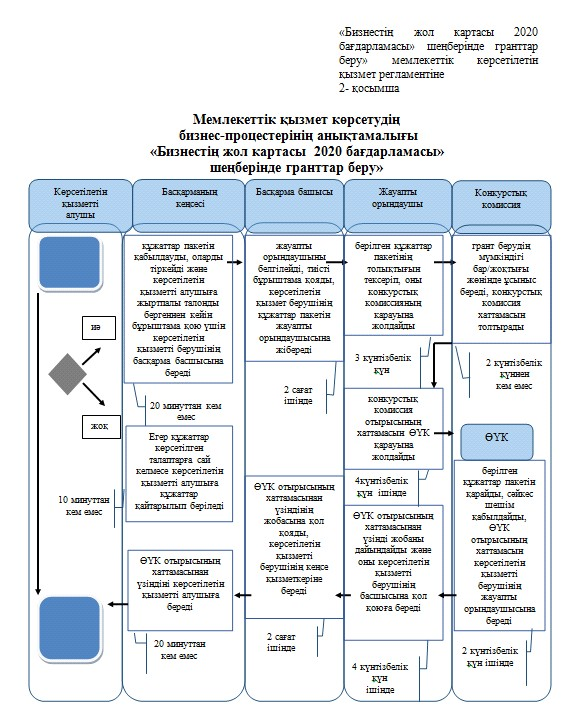 «Бизнестің жол картасы 2020
бағдарламасы» шеңберінде гранттар
беру» мемлекеттік көрсетілетін
қызмет регламентіне
2- қосымша
Мемлекеттік қызмет көрсетудің
бизнес-процестерінің анықтамалығы
«Бизнестің жол картасы 2020 бағдарламасы»
шеңберінде гранттар беру»
Көрсетілетін
қызметті
алушы
Басқарманың
кеңсесі
Басқарма башысы
Жауапты
орындаушы
Конкурстық
комиссия
құжаттар пакетін
қабылдауды, оларды
тіркейді және
көрсетілетін
қызметті алушыға
жыртпалы талонды
бергеннен кейін
бұрыштама қою үшін
көрсетілетін
қызметті берушінің
басқарма басшысына
береді
жауапты
орындаушыны
белгілейді, тиісті
бұрыштама қояды,
көрсетілетін
қызмет берушінің
құжаттар пакетін
жауапты
орындаушысына
жібереді
берілген құжаттар
пакетінің
толықтығын
тексеріп, оны
конкурстық
комиссияның
карауына
жолдайды
грант берудің
мүмкіндігі
бар/жоқтығы
жөнінде ұсыныс
береді, конкурстық
комиссия
хаттамасын
толтырады
иә
жоқ
20 минуттан кем
емес
2 сағат
ішінде
3 күнтізбелік
күн
2 күнтізбелік
күннен
кем емес
конкурстық
комиссия
отырысының
хаттамасын ӨҮК
қарауына
жолдайды
ӨҮК
Егер құжаттар
көрсетілген
талаптарға сай
келмесе көрсетілетін
қызметті алушыға
құжаттар
қайтарылып беріледі
10 минуттан
кем емес
4күнтізбелік
күн ішінде
ӨҮК отырысының
хаттамасынан
үзіндінің
жобасына қол
қояды,
көрсетілетін
қызметті
берушінің кеңсе
қызметкеріне
береді
ӨҮК отырысының
хаттамасынан
үзінді жобаны
дайындайды және
оны көрсетілетін
қызметті
берушінің
басшысына қол
қоюға береді
берілген
құжаттар пакетін
қарайды, сәйкес
шешім
қабылдайды,
ӨҮК
отырысының
хаттамасын
көрсетілетін
қызметті
берушінің
жауапты
орындаушысына
береді
ӨҮК отырысының
хаттамасынан
үзіндіні көрсетілетін
қызметті алушыға
береді
20 минуттан
кем емес
2 сағат
ішінде
4 күнтізбелік
күн
ішінде
2 күнтізбелік
күн ішінде